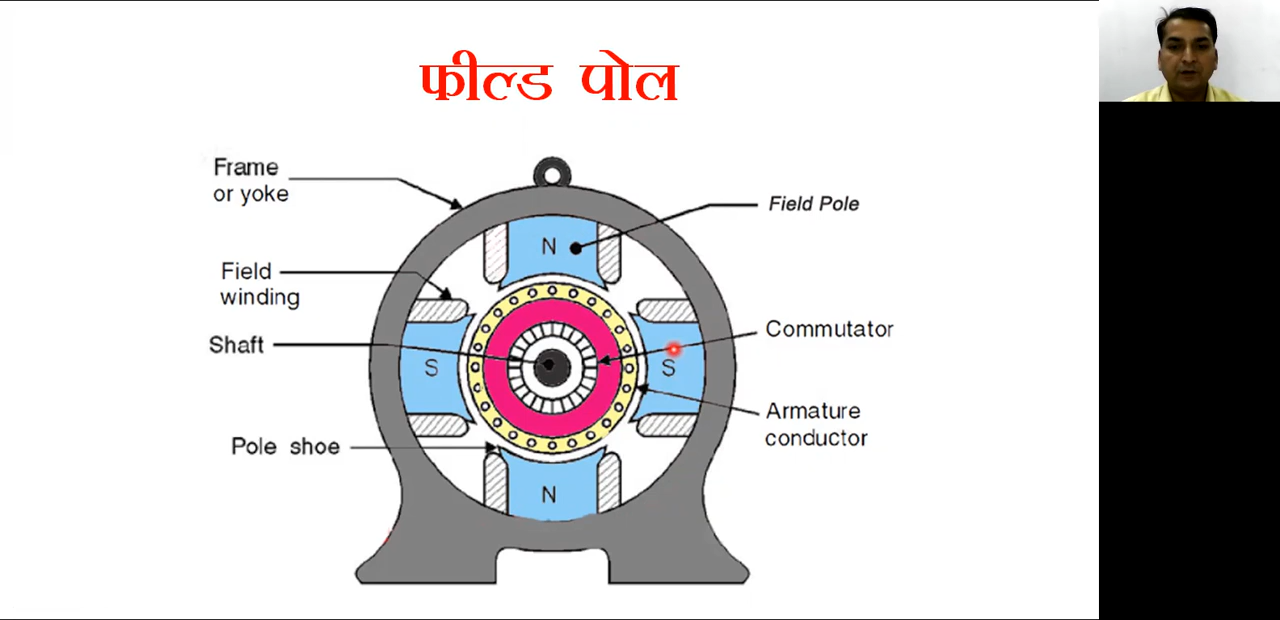 फील्ड पोल
Frame
or yoke
Field Pole
N
Field
winding
Commutator
Shaft
S
S
Armature
conductor
Pole shoe
N